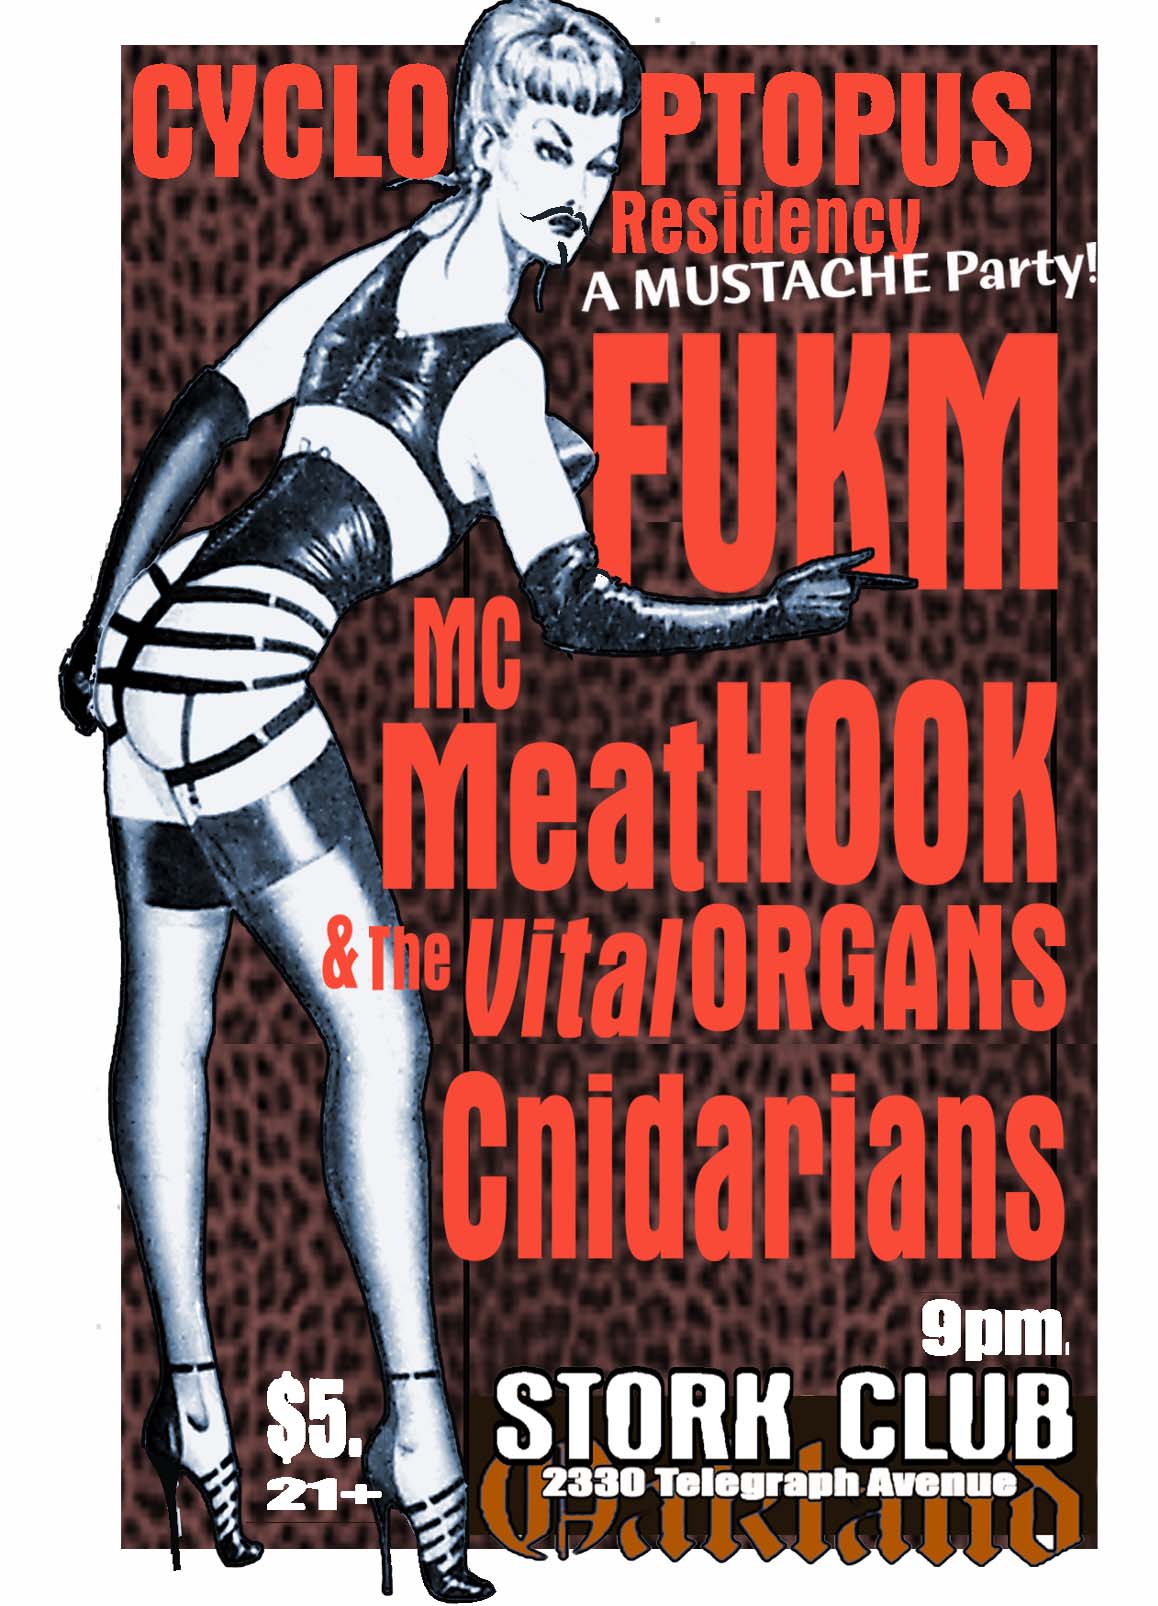 CYCLOPTOPUS
Residency
A MUSTACHE Party!
FUKM
MC
MeatHOOK
& The Vital ORGANS
Cnidarians
9pm.
$5.
21+
STORK CLUB
2330 Telegraph Avenue
Oakland